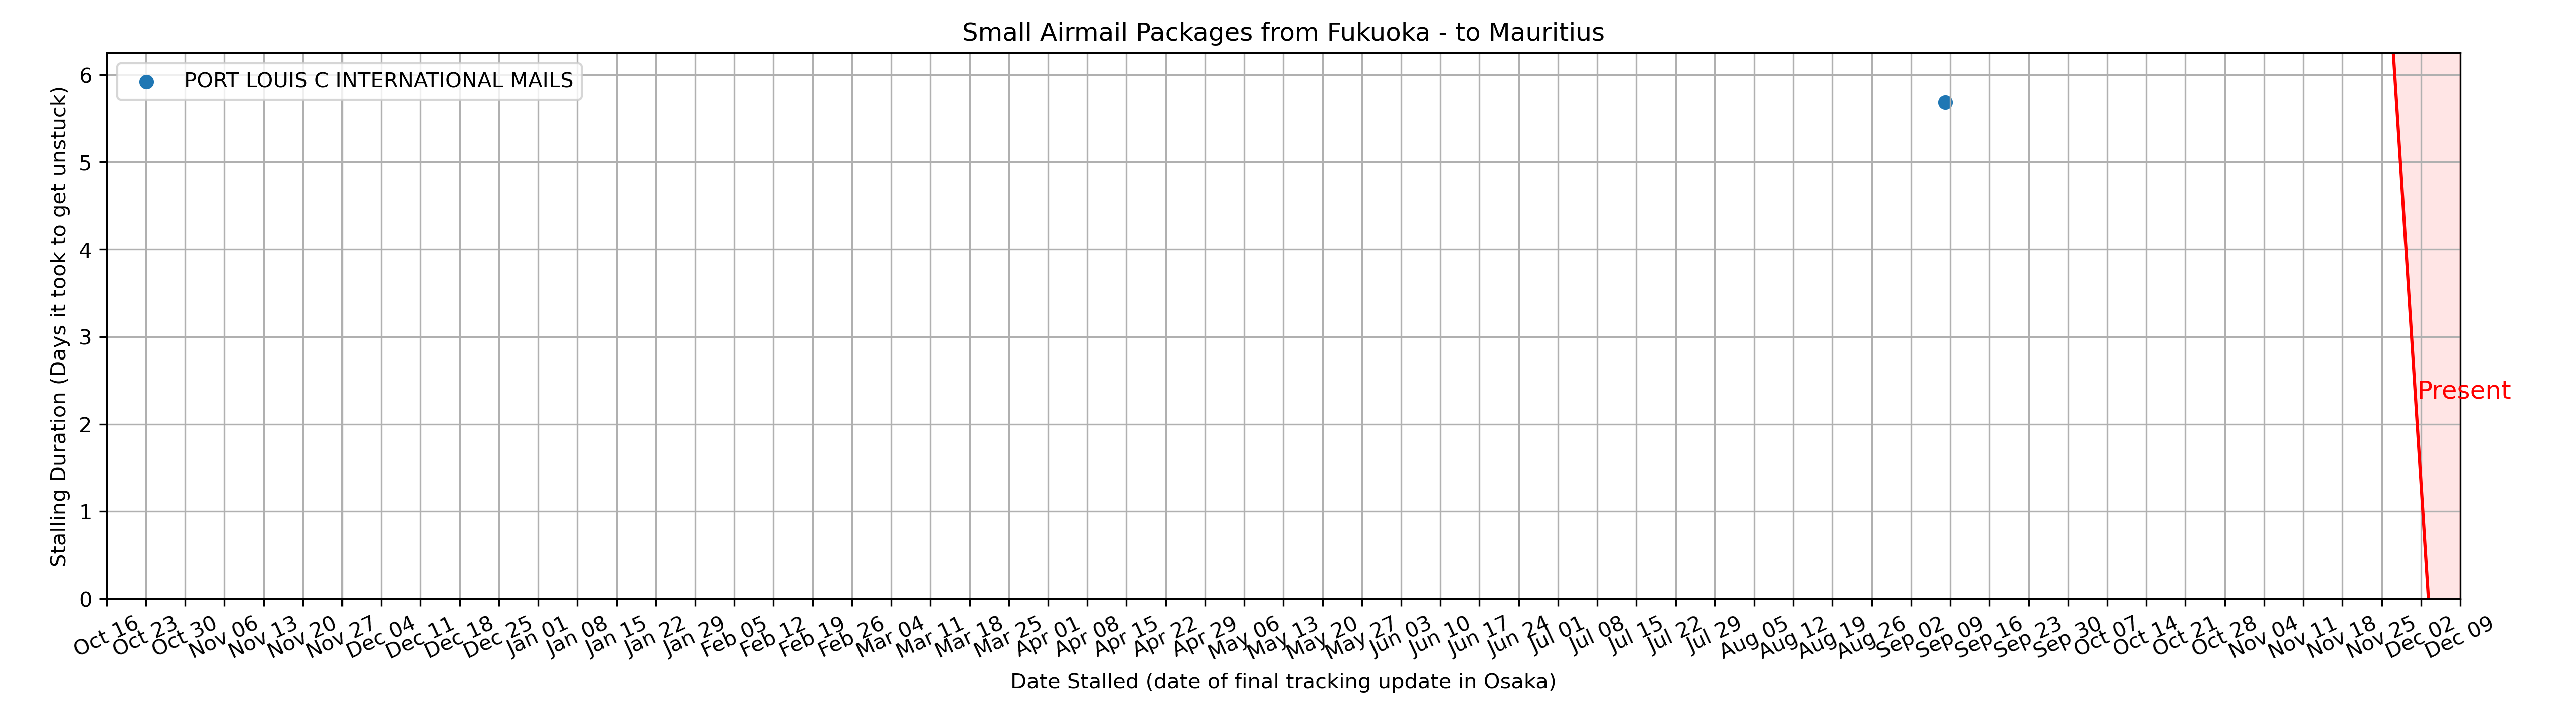 Small Airmail Packages from Fukuoka - to Mauritius
PORT LOUIS C INTERNATIONAL MAILS
Stalling Duration (Days it took to get unstuck)
6
5
4
3
2
1
0
Present
Oct 16
Oct 23
Oct 30
Nov 06
Nov 13
Nov 20
Nov 27
Dec 04
Dec 11
Dec 18
Dec 25
Jan 01
Jan 08
Jan 15
Jan 22
Jan 29
Feb 05
Feb 12
Feb 19
Feb 26
Mar 04
Mar 11
Mar 18
Mar 25
Apr 01
Apr 08
Apr 15
Apr 22
Apr 29
May 06
May 13
May 20
May 27
Jun 03
Jun 10
Jun 17
Jun 24
Jul 01
Jul 08
Jul 15
Jul 22
Jul 29
Aug 05
Aug 12
Aug 19
Aug 26
Sep 02
Sep 09
Sep 16
Sep 23
Sep 30
Oct 07
Oct 14
Oct 21
Oct 28
Nov 04
Nov 11
Nov 18
Nov 25
Dec 02
Dec 09
Date Stalled (date of final tracking update in Osaka)